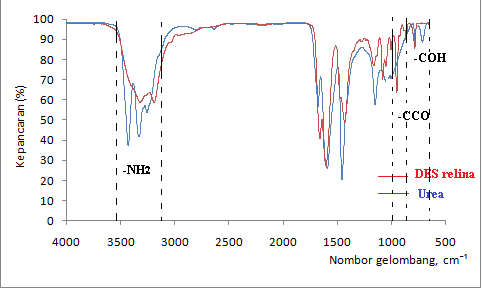 Kepancaran (%)
100
90
80
70
60
50
40
30
20
10
0
-COH
-CCO
-NH2
DES relina
Urea
4000 3500 3000 2500 2000 1500 1000 500
Nombor gelombang, cm⁻¹